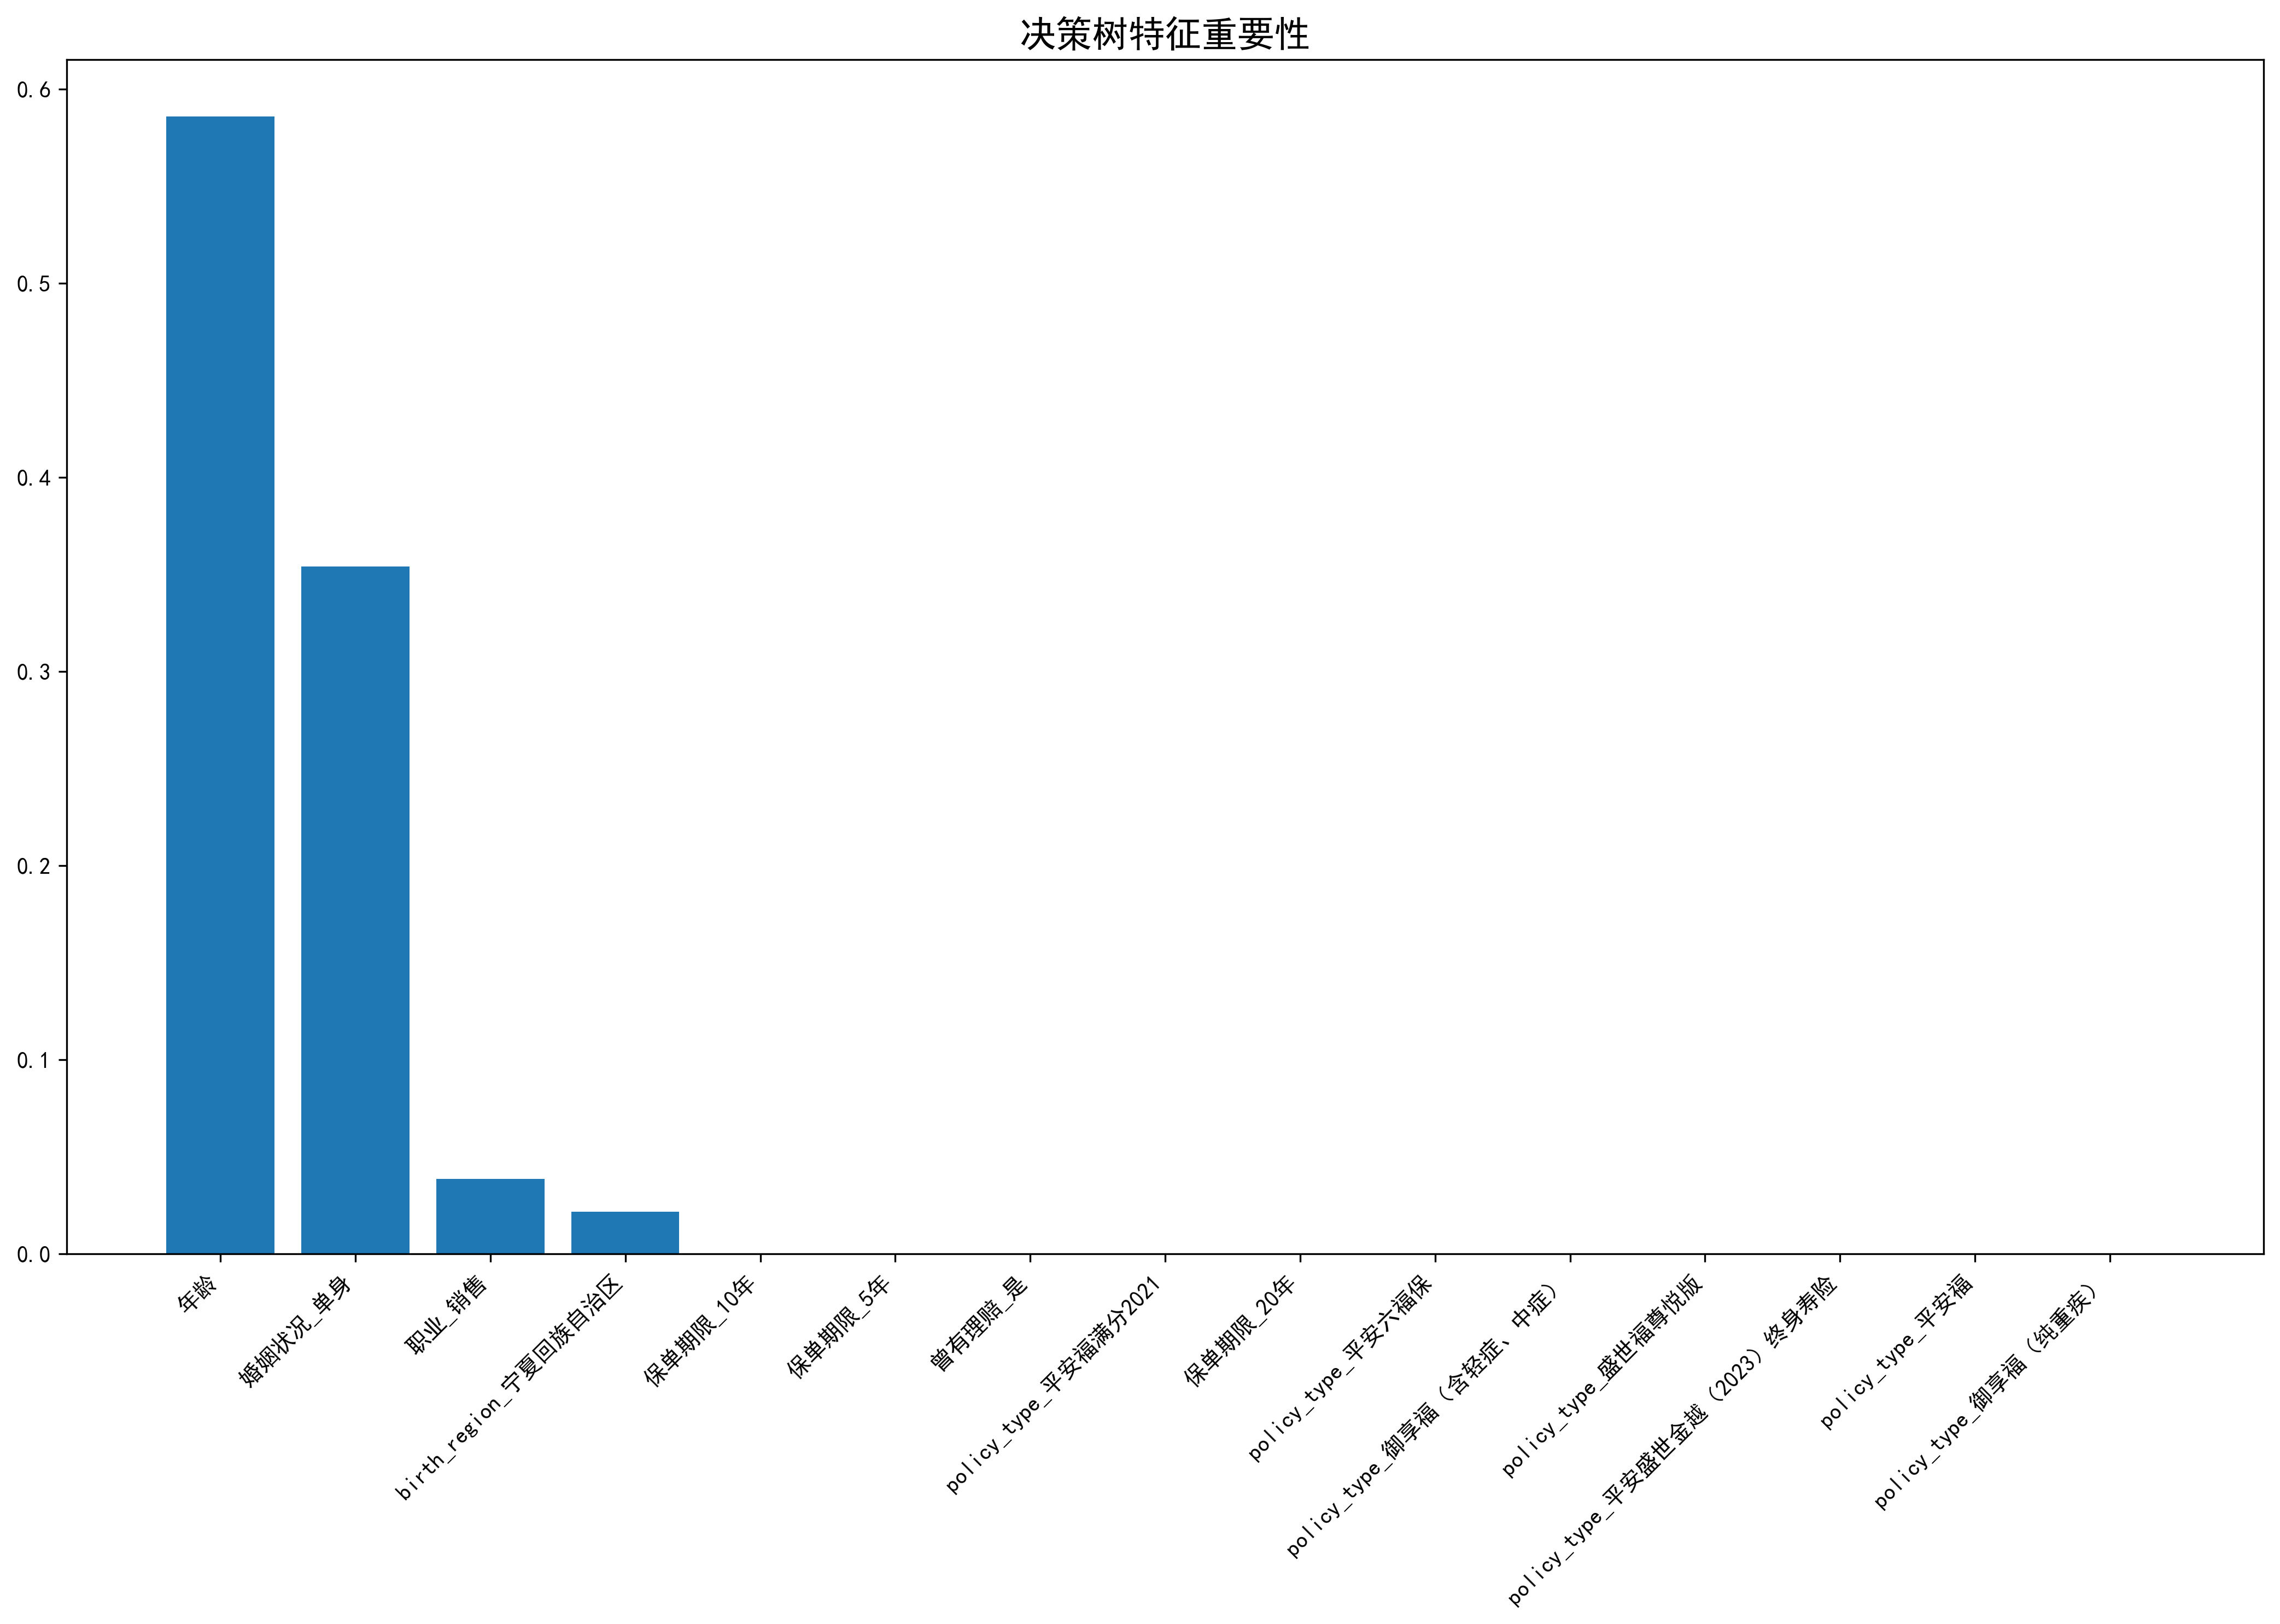 决策树特征重要性
0.6
0.5
0.4
0.3
0.2
0.1
0.0
年龄
婚姻状况_单身
职业_销售
birth_region_宁夏回族自治区
保单期限_10年
保单期限_5年
曾有理赔_是
policy_type_平安福满分2021
保单期限_20年
policy_type_平安六福保
policy_type_御享福（含轻症、中症）
policy_type_盛世福尊悦版
policy_type_平安盛世金越（2023）终身寿险
policy_type_平安福
policy_type_御享福（纯重疾）